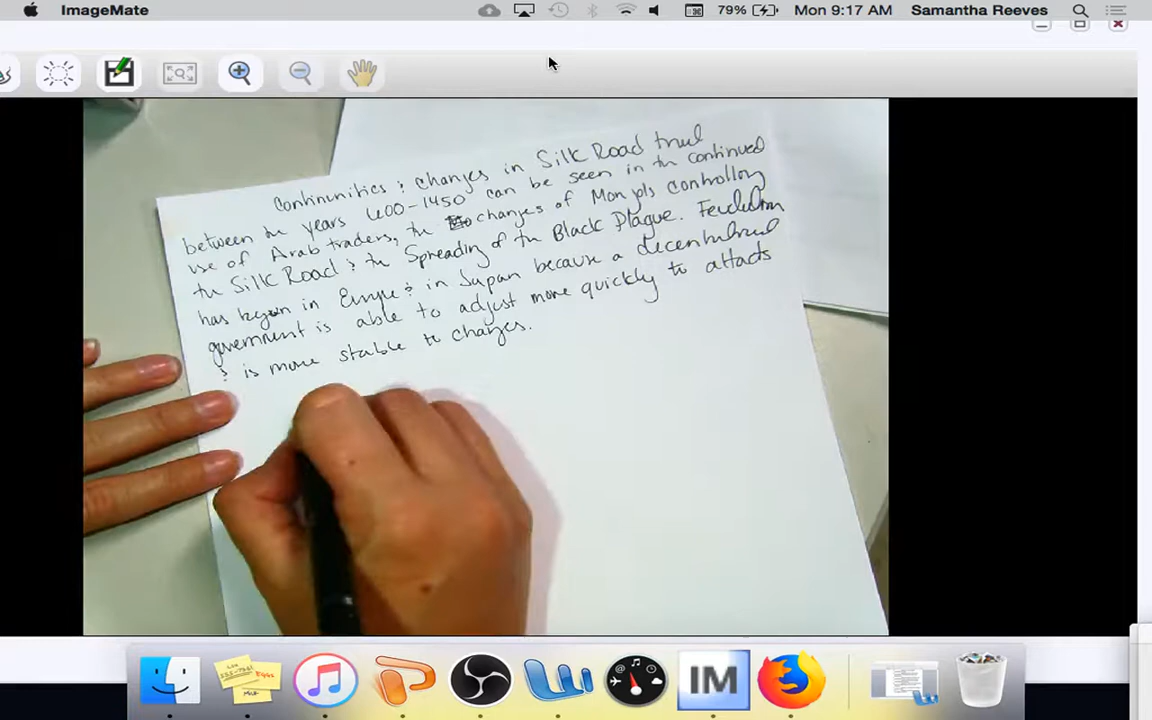 ImageMate 79% Mon 9:17 AM Samantha Reeves
Continuities & changes in Silk Road
between the years 600-1450 can be seen in the continued
use of Arab traders, the changes of Mongols controlling
the Silk Road & the Spreading of the Black Plague. Feudalism
has begun in Europe & in Japan because a decentralized
government is able to adjust more quickly to attacks
& is more stable to changes.
IM